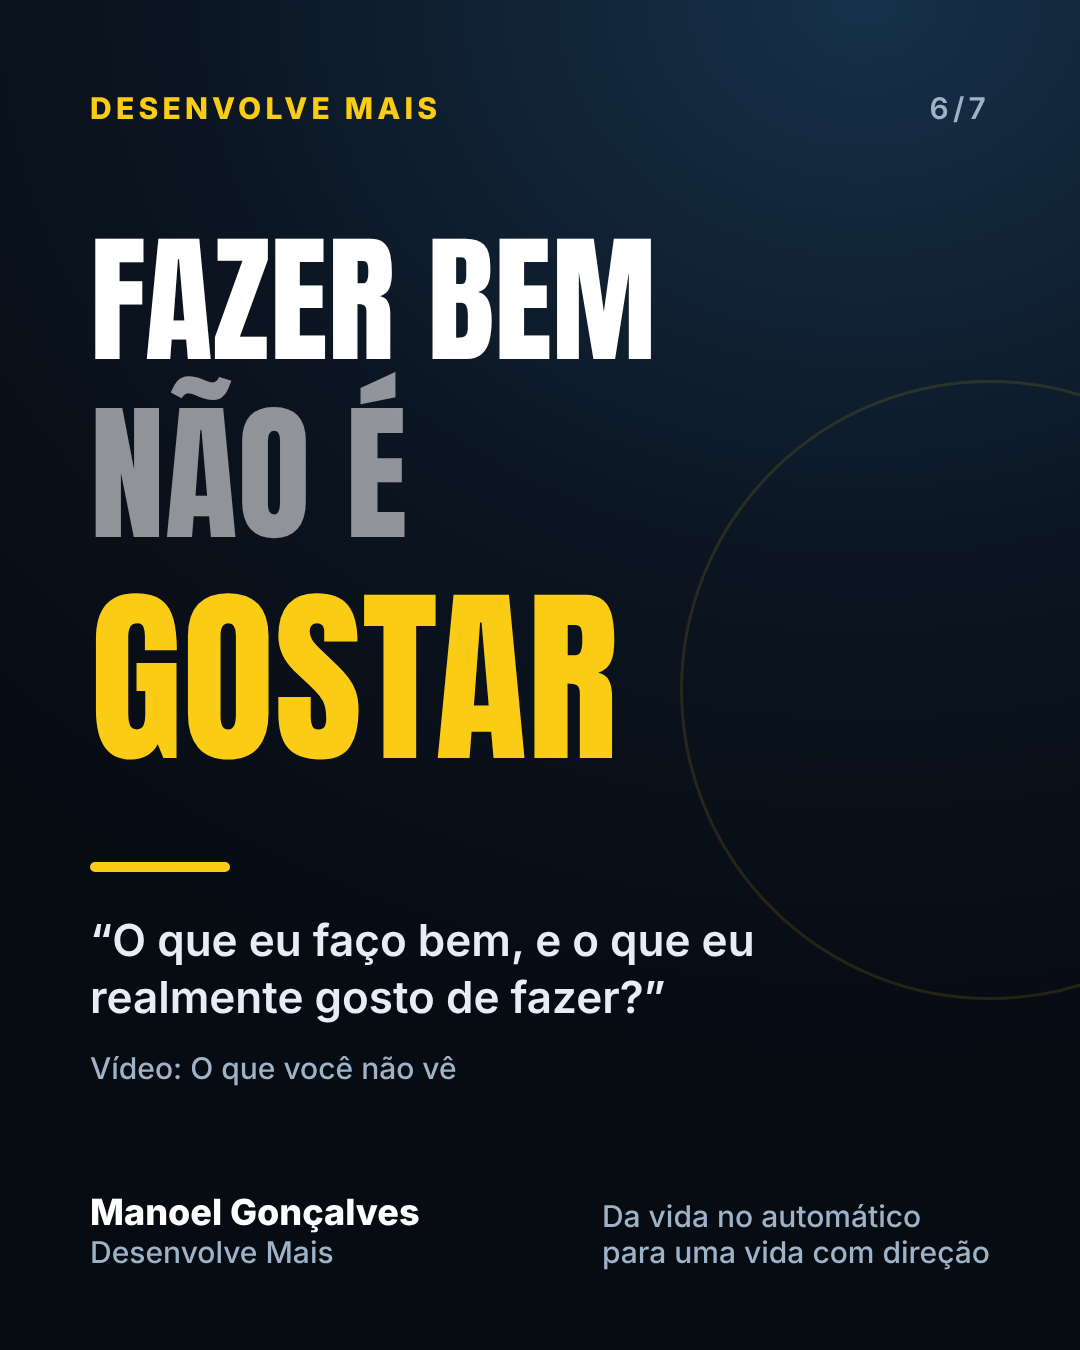 DESENVOLVE MAIS
6/7
FAZER BEM
NÃO É
GOSTAR
“O que eu faço bem, e o que eu
realmente gosto de fazer?”
Vídeo: O que você não vê
Manoel Gonçalves
Desenvolve Mais
Da vida no automático
para uma vida com direção